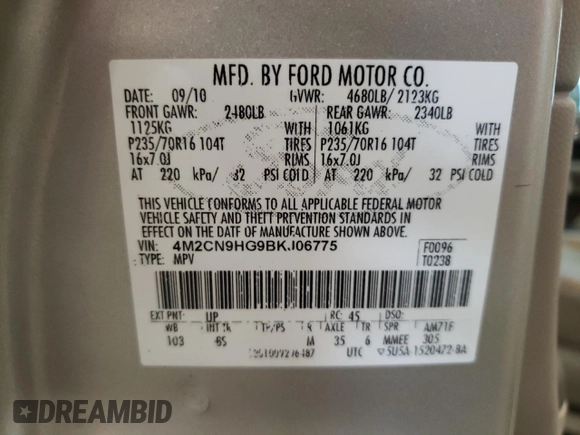 MFD. BY FORD MOTOR CO.
DATE: 09/10 GVWR: 4680LB/ 2123KG
FRONT GAWR: 2480LB REAR GAWR: 2340LB
1125KG WITH 1061KG WITH
P235/70R16 104T TIRES P235/70R16 104T TIRES
16x7.0J RIMS 16x7.0J RIMS
AT 220 kPa/ 32 PSI COLD AT 220 kPa/ 32 PSI COLD
THIS VEHICLE CONFORMS TO ALL APPLICABLE FEDERAL MOTOR
VEHICLE SAFETY AND THEFT PREVENTION STANDARDS IN
EFFECT ON THE DATE OF MANUFACTURE SHOWN ABOVE.
VIN: 4M2CN9HG9BKJ06775 F0096
TYPE: MPV T0238
EXT PNT: UP RC: 45 DSO:
WB INT TR TP/PS R AXLE TR SPR
103 M 35 6 MMEE 305
UTC
DREAMBID